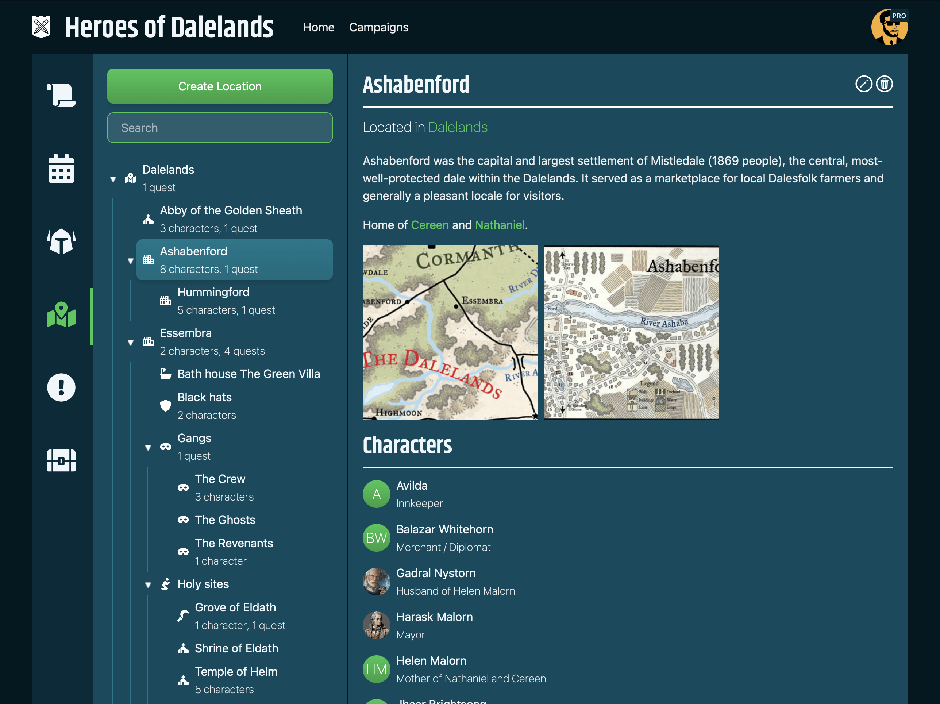 Heroes of Dalelands
Home
Campaigns
PRO
Create Location
Search
Dalelands
1 quest
Abby of the Golden Sheath
3 characters, 1 quest
Ashabenford
8 characters, 1 quest
Hummingford
5 characters, 1 quest
Essembra
2 characters, 4 quests
Bath house The Green Villa
Black hats
2 characters
Gangs
1 quest
The Crew
3 characters
The Ghosts
The Revenants
1 character
Holy sites
Grove of Eldath
1 character, 1 quest
Shrine of Eldath
Temple of Helm
5 characters
Ashabenford
Located in Dalelands
Ashabenford was the capital and largest settlement of Mistledale (1869 people), the central, most-
well-protected dale within the Dalelands. It served as a marketplace for local Dalesfolk farmers and
generally a pleasant locale for visitors.
Home of Cereen and Nathaniel.
CORMANTH
WDALE
RIVER D
ABENFORD
ESSEMBRA
THE DALELANDS
RIVER A
HIGHMOON
Ashabenfo
River Ashaba
Characters
A
Avilda
Innkeeper
BW
Balazar Whitehorn
Merchant / Diplomat
Gadral Nystorn
Husband of Helen Malorn
Harask Malorn
Mayor
HM
Helen Malorn
Mother of Nathaniel and Cereen